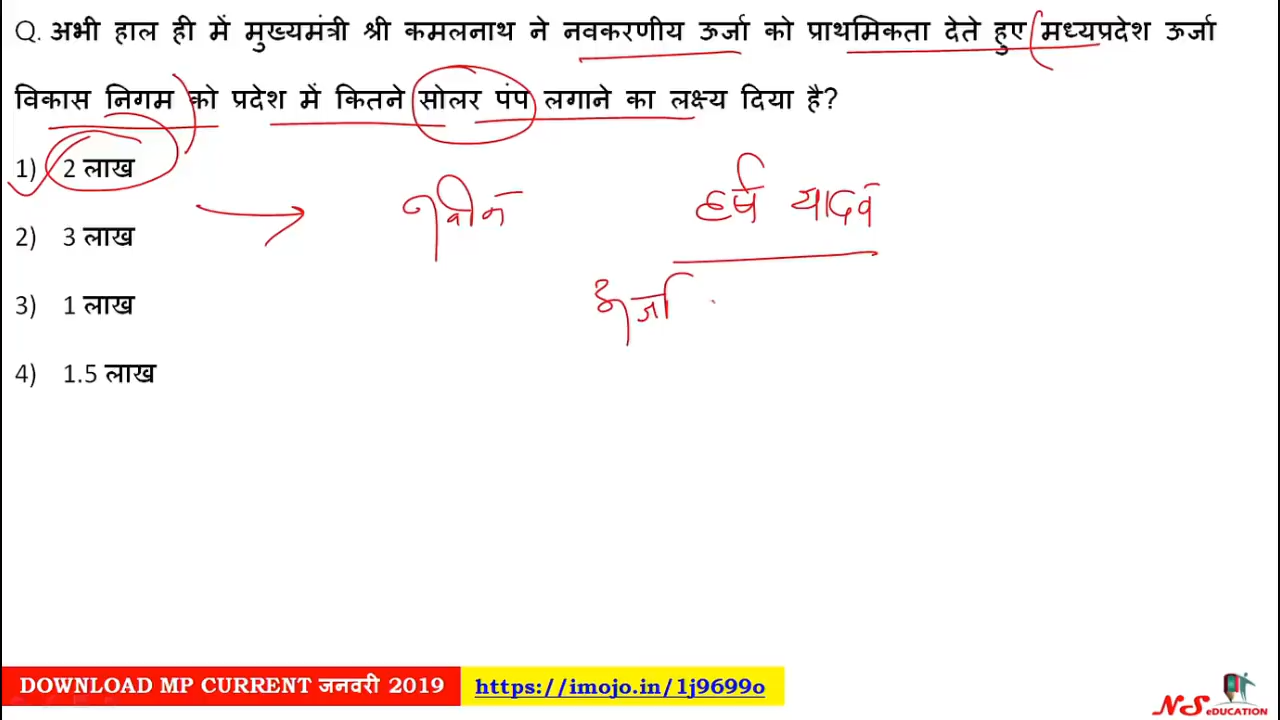 Q. अभी हाल ही में मुख्यमंत्री श्री कमलनाथ ने नवकरणीय ऊर्जा को प्राथमिकता देते हुए मध्यप्रदेश ऊर्जा
विकास निगम को प्रदेश में कितने सोलर पंप लगाने का लक्ष्य दिया है?
1) 2 लाख
2) 3 लाख
3) 1 लाख
4) 1.5 लाख
नवीन हर्ष यादव
ऊर्जा
DOWNLOAD MP CURRENT जनवरी 2019 https://imojo.in/1j9699o
NS eDUCATION